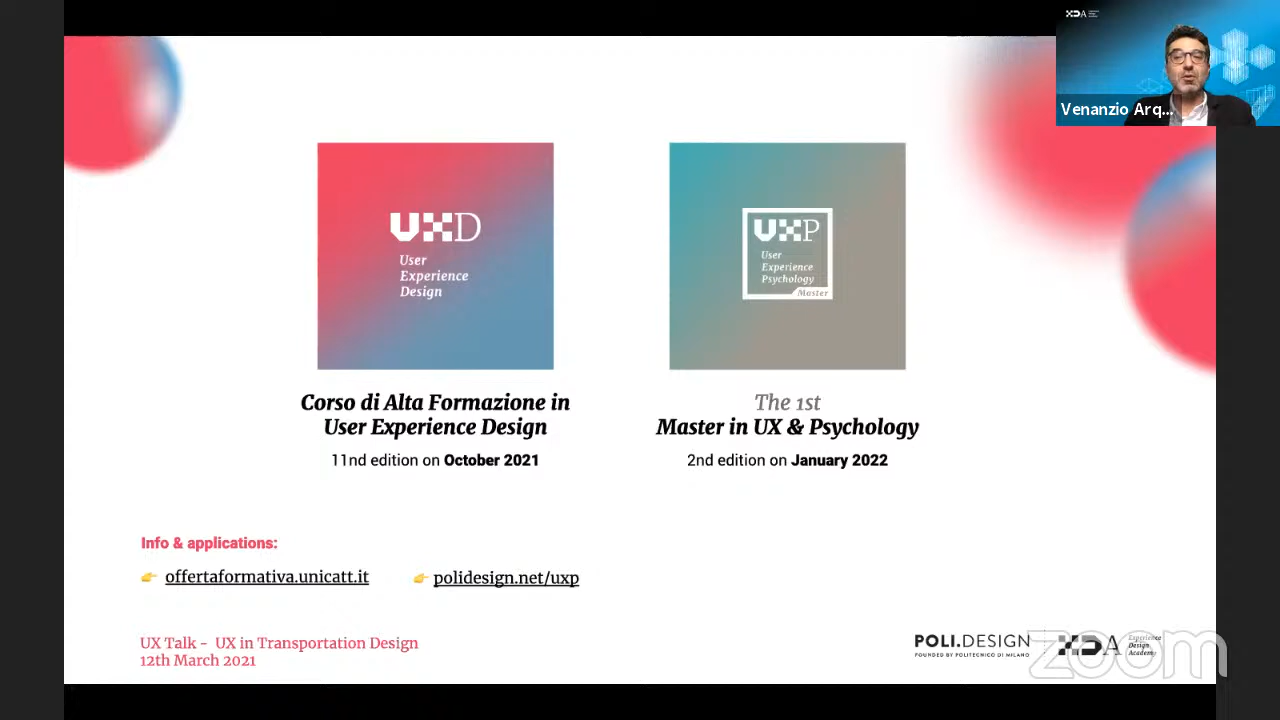 XDA
Venanzio Arq...
UXD
User
Experience
Design
UXP
User
Experience
Psychology
Master
Corso di Alta Formazione in
User Experience Design
11nd edition on October 2021
The 1st
Master in UX & Psychology
2nd edition on January 2022
Info & applications:
👉 offertaformativa.unicatt.it
👉 polidesign.net/uxp
UX Talk - UX in Transportation Design
12th March 2021
POLI.DESIGN
FOUNDED BY POLITECNICO DI MILANO
XDA
Experience
Design
Academy
zoom